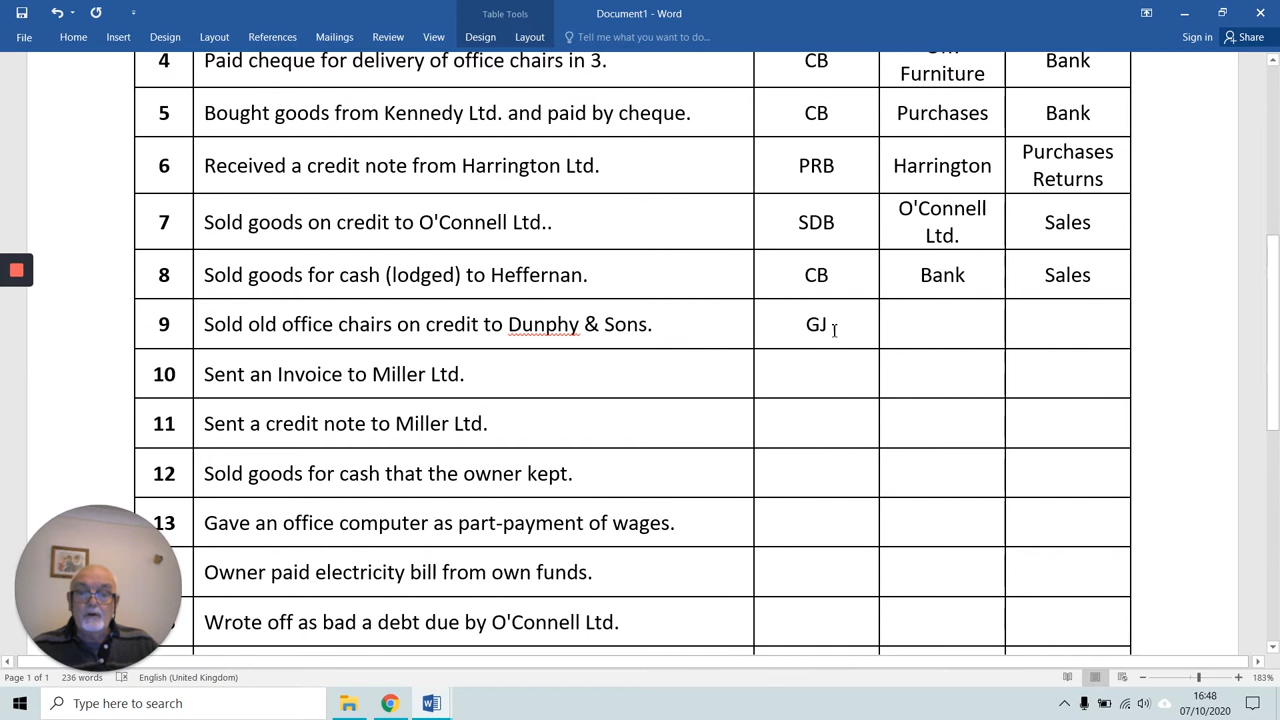 Table Tools
Document1 - Word
File Home Insert Design Layout References Mailings Review View Design Layout Tell me what you want to do... Sign in Share
4 Paid cheque for delivery of office chairs in 3. CB Furniture Bank
5 Bought goods from Kennedy Ltd. and paid by cheque. CB Purchases Bank
6 Received a credit note from Harrington Ltd. PRB Harrington Purchases
Returns
7 Sold goods on credit to O'Connell Ltd.. SDB O'Connell
Ltd. Sales
8 Sold goods for cash (lodged) to Heffernan. CB Bank Sales
9 Sold old office chairs on credit to Dunphy & Sons. GJ
10 Sent an Invoice to Miller Ltd.
11 Sent a credit note to Miller Ltd.
12 Sold goods for cash that the owner kept.
13 Gave an office computer as part-payment of wages.
Owner paid electricity bill from own funds.
Wrote off as bad a debt due by O'Connell Ltd.
Page 1 of 1 236 words English (United Kingdom) 183%
Type here to search 16:48
07/10/2020